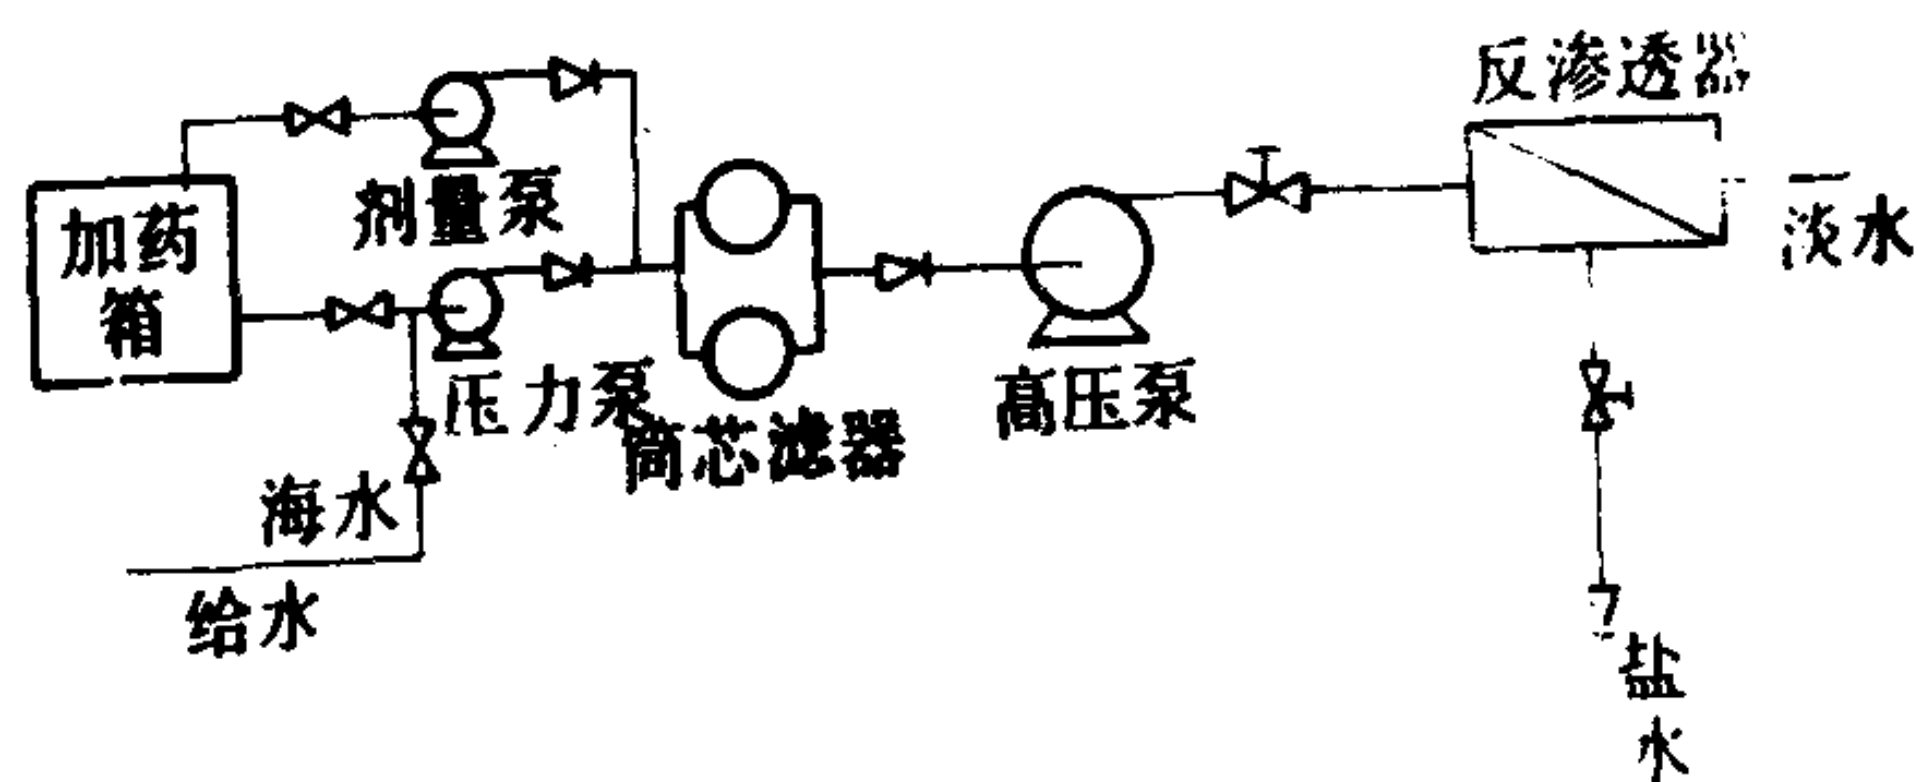 反渗透器
剂量泵
加药
箱
淡水
压力泵
高压泵
筒芯滤器
海水
给水
盐
水